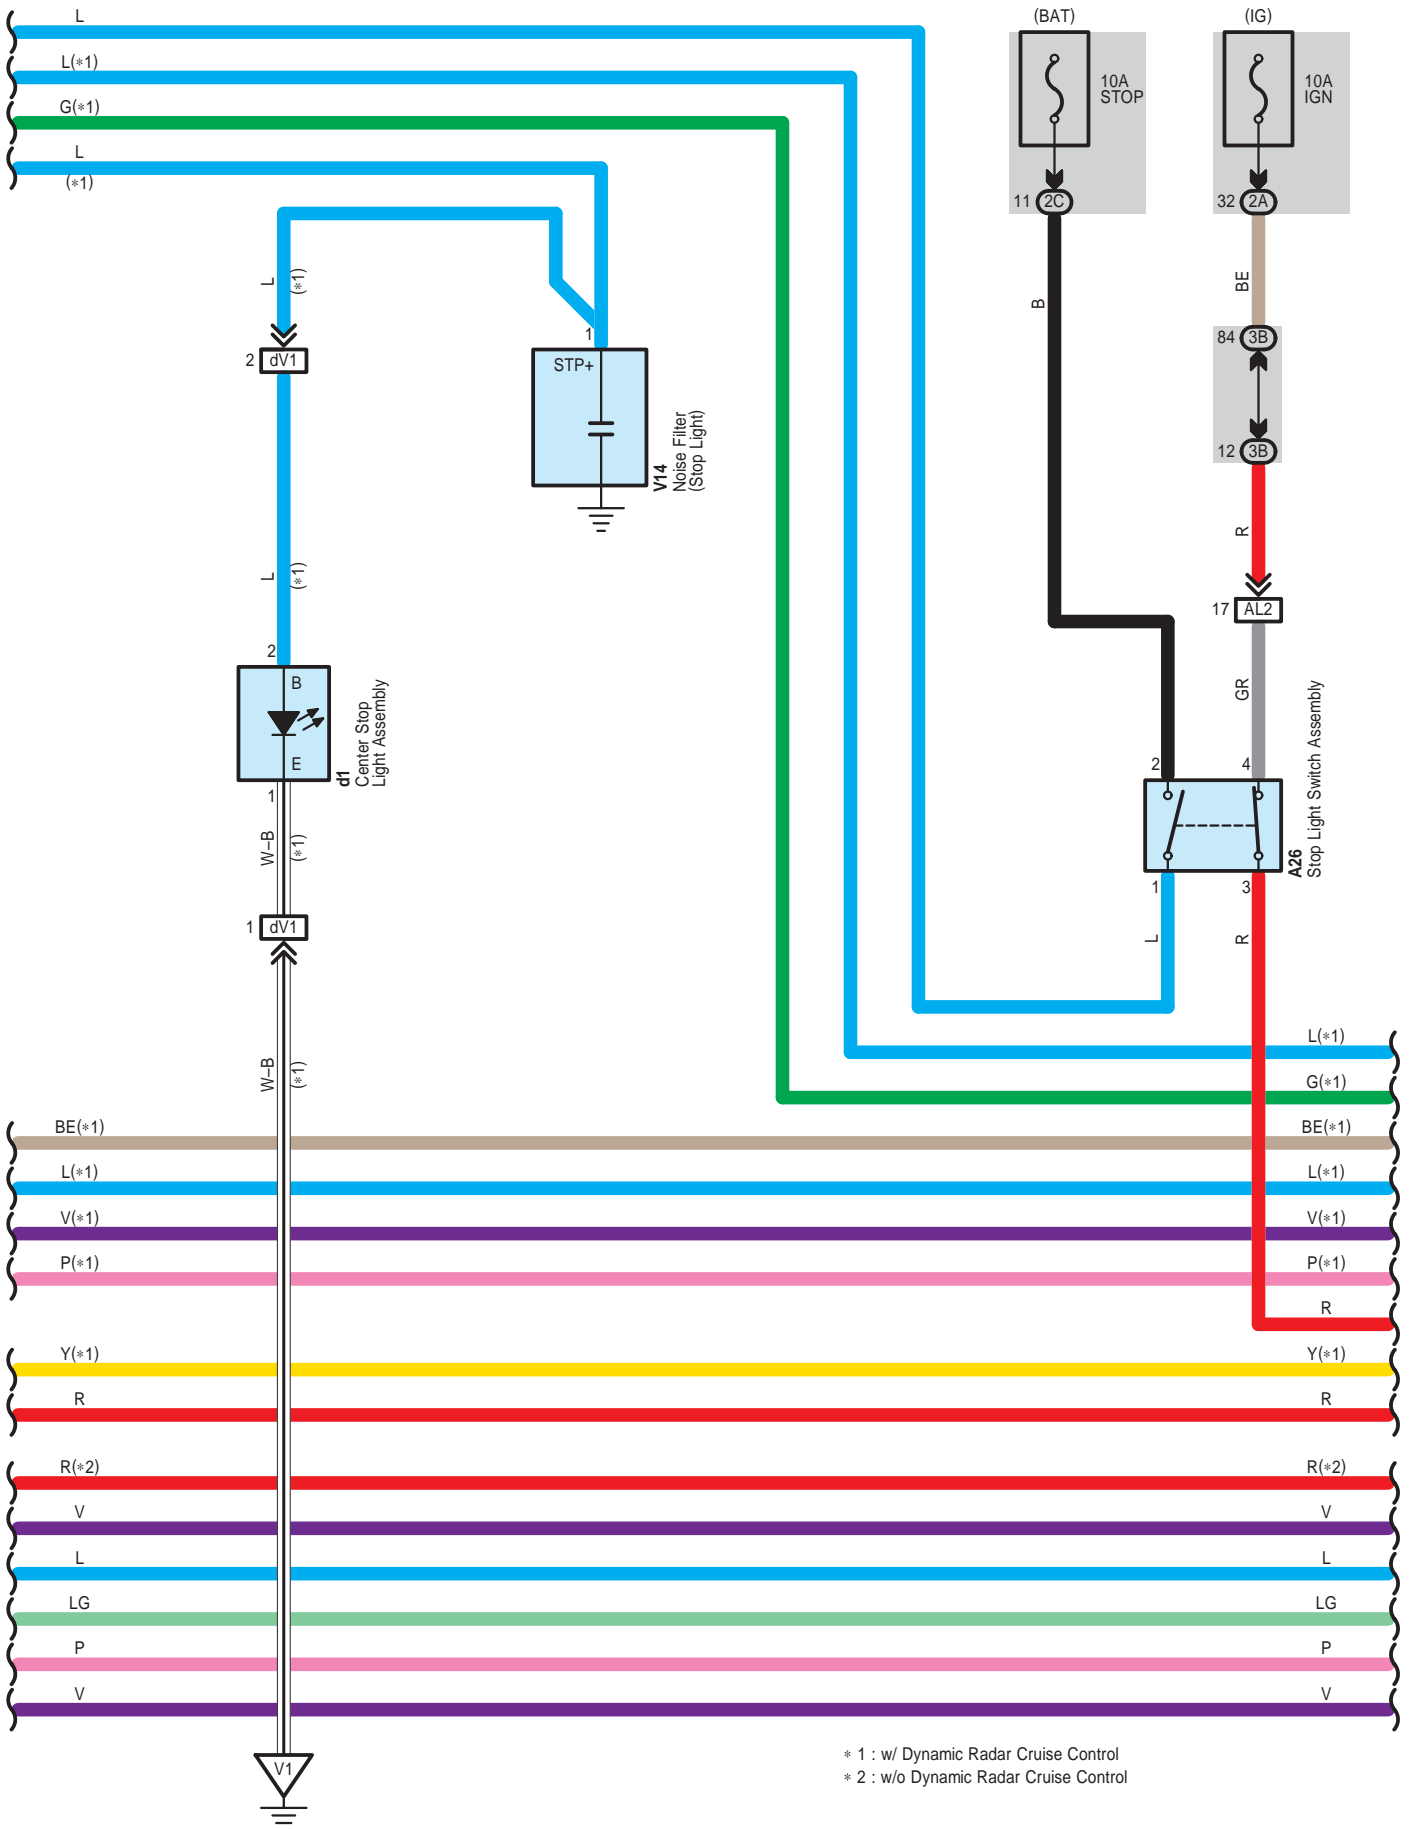 L
(BAT)
(IG)
L(*1)
10A
STOP
10A
IGN
G(*1)
L
(*1)
11
2C
32
2A
L
(*1)
BE
B
1
84
3B
2
dV1
STP+
V14
Noise Filter
(Stop Light)
12
3B
R
L
(*1)
17
AL2
2
B
E
d1
Center Stop
Light Assembly
GR
2
4
1
A26
Stop Light Switch Assembly
W-B
(*1)
1
3
1
dV1
L
R
L(*1)
W-B
(*1)
G(*1)
BE(*1)
BE(*1)
L(*1)
L(*1)
V(*1)
V(*1)
P(*1)
P(*1)
R
Y(*1)
Y(*1)
R
R
R(*2)
R(*2)
V
V
L
L
LG
LG
P
P
V
V
* 1 : w/ Dynamic Radar Cruise Control
V1
* 2 : w/o Dynamic Radar Cruise Control